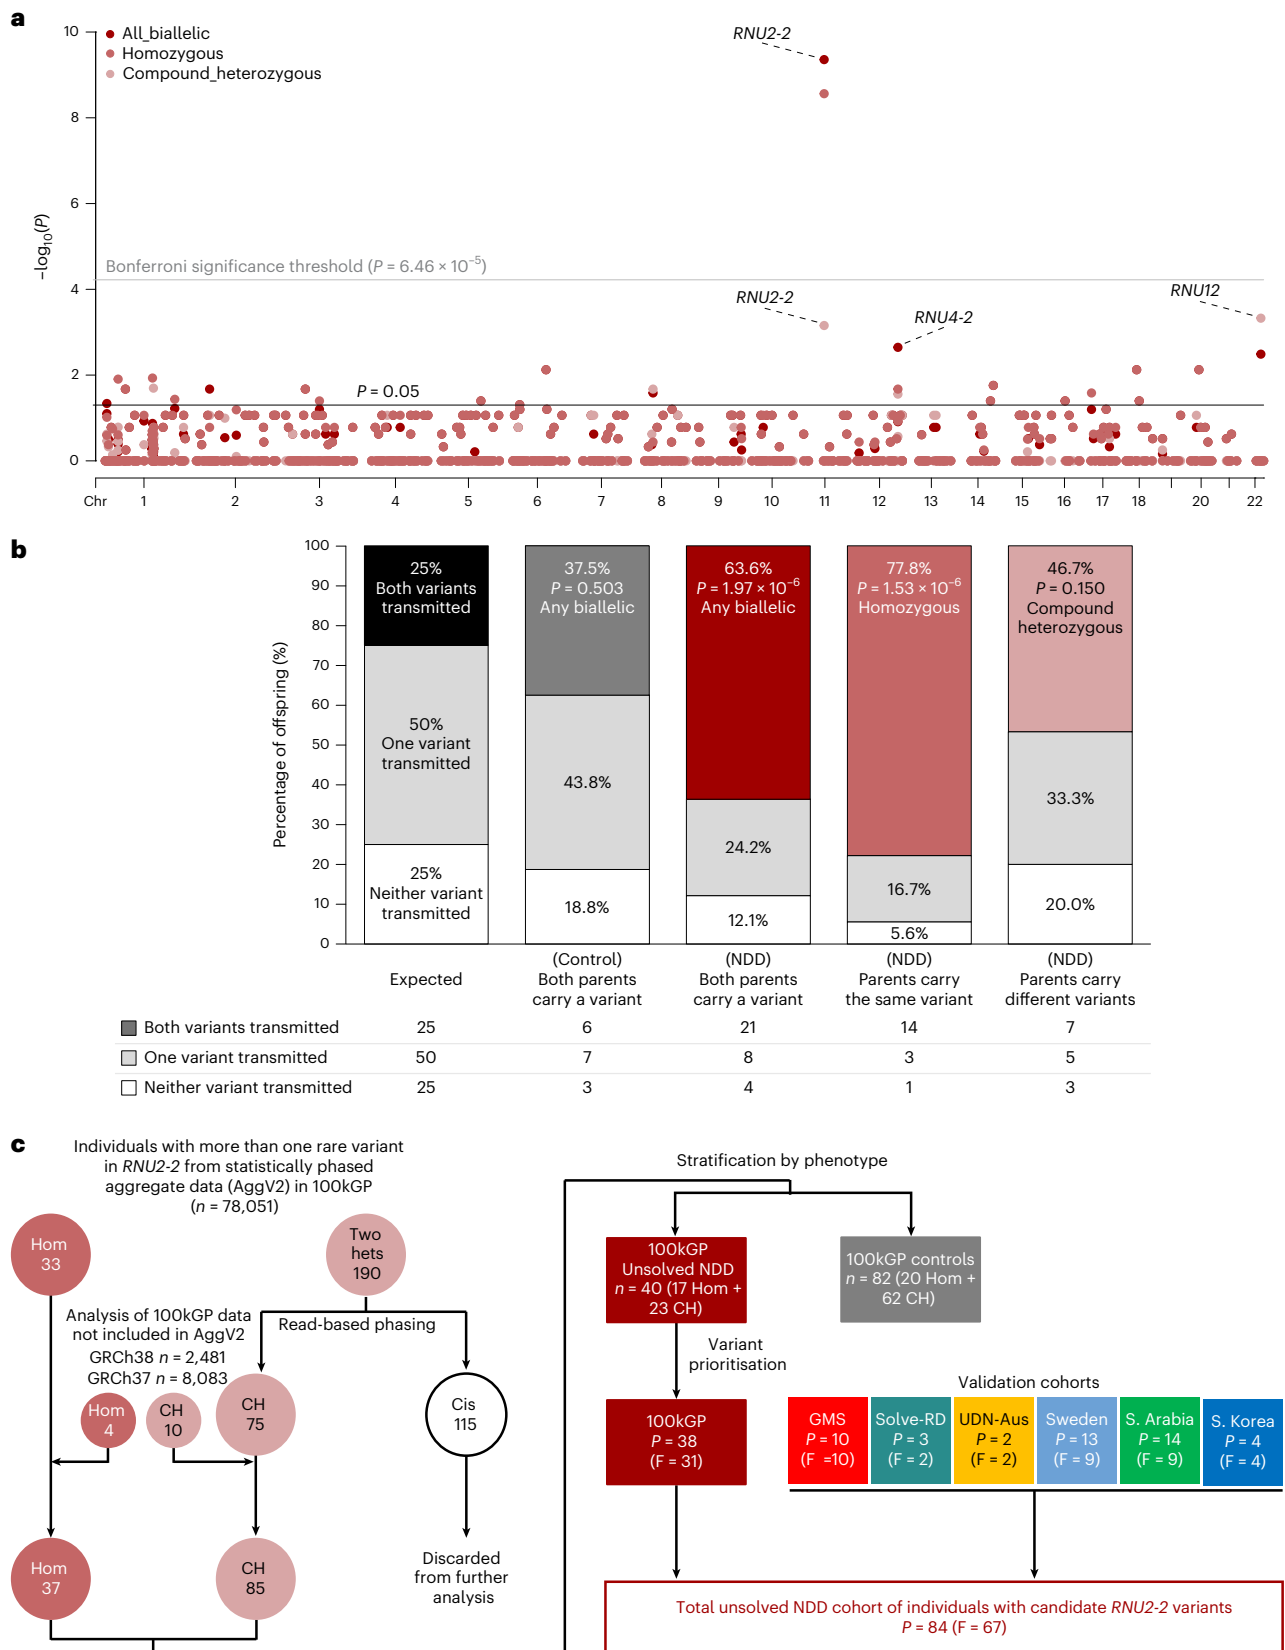 a
All_biallelic
Homozygous
Compound_heterozygous
–log10(P)
10
8
6
4
2
0
RNU2-2
Bonferroni significance threshold (P = 6.46 × 10⁻⁵)
RNU2-2
RNU4-2
RNU12
P = 0.05
Chr 1 2 3 4 5 6 7 8 9 10 11 12 13 14 15 16 17 18 20 22
b
Percentage of offspring (%)
100
90
80
70
60
50
40
30
20
10
0
25%
Both variants
transmitted
50%
One variant
transmitted
25%
Neither variant
transmitted
37.5%
P = 0.503
Any biallelic
43.8%
18.8%
63.6%
P = 1.97 × 10⁻⁶
Any biallelic
24.2%
12.1%
77.8%
P = 1.53 × 10⁻⁶
Homozygous
16.7%
5.6%
46.7%
P = 0.150
Compound
heterozygous
33.3%
20.0%
Expected
(Control)
Both parents
carry a variant
(NDD)
Both parents
carry a variant
(NDD)
Parents carry
the same variant
(NDD)
Parents carry
different variants
Both variants transmitted 25 6 21 14 7
One variant transmitted 50 7 8 3 5
Neither variant transmitted 25 3 4 1 3
c
Individuals with more than one rare variant
in RNU2-2 from statistically phased
aggregate data (AggV2) in 100kGP
(n = 78,051)
Hom
33
Two
hets
190
Analysis of 100kGP data
not included in AggV2
GRCh38 n = 2,481
GRCh37 n = 8,083
Read-based phasing
Hom
4
CH
10
CH
75
Cis
115
Hom
37
CH
85
Discarded
from further
analysis
Stratification by phenotype
100kGP
Unsolved NDD
n = 40 (17 Hom +
23 CH)
100kGP controls
n = 82 (20 Hom +
62 CH)
Variant
prioritisation
100kGP
P = 38
(F = 31)
Validation cohorts
GMS
P = 10
(F =10)
Solve-RD
P = 3
(F = 2)
UDN-Aus
P = 2
(F = 2)
Sweden
P = 13
(F = 9)
S. Arabia
P = 14
(F = 9)
S. Korea
P = 4
(F = 4)
Total unsolved NDD cohort of individuals with candidate RNU2-2 variants
P = 84 (F = 67)